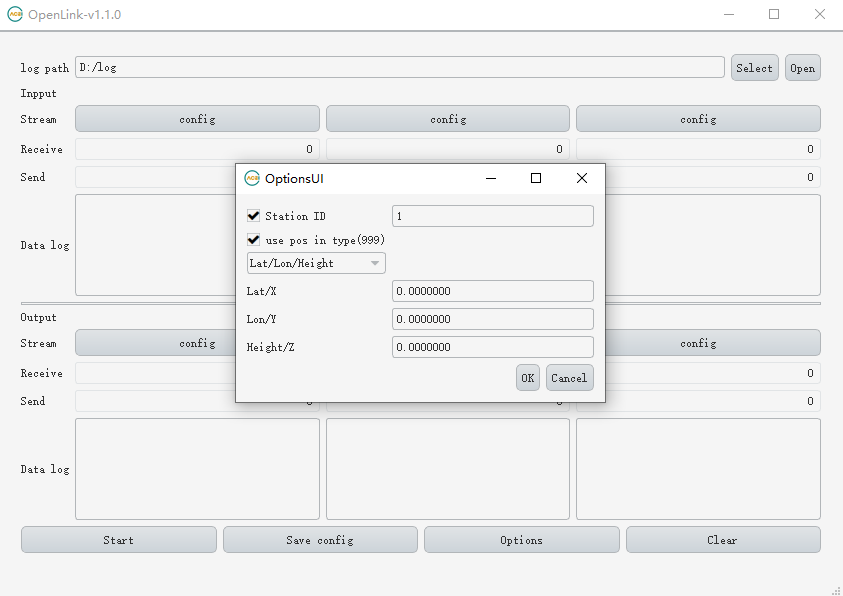 OpenLink-v1.1.0
log path D:/log Select Open
Inpput
Stream config config config
Receive 0 0 0
Send 0
Data log
OptionsUI
Station ID 1
use pos in type(999)
Lat/Lon/Height
Lat/X 0.0000000
Lon/Y 0.0000000
Height/Z 0.0000000
OK Cancel
Output
Stream config config
Receive 0
Send 0
Data log
Start Save config Options Clear